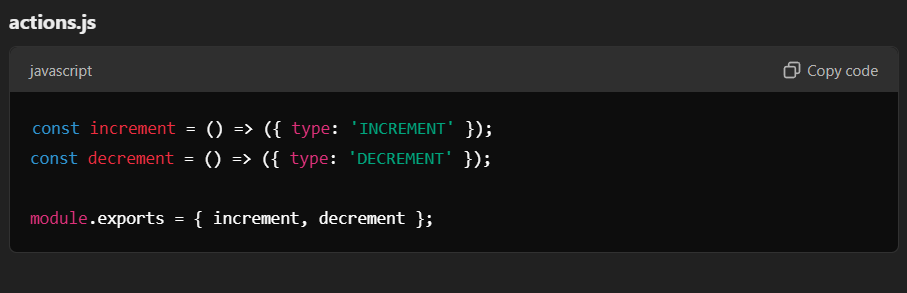 actions.js
javascript
Copy code
const increment = () => ({ type: 'INCREMENT' });
const decrement = () => ({ type: 'DECREMENT' });
module.exports = { increment, decrement };